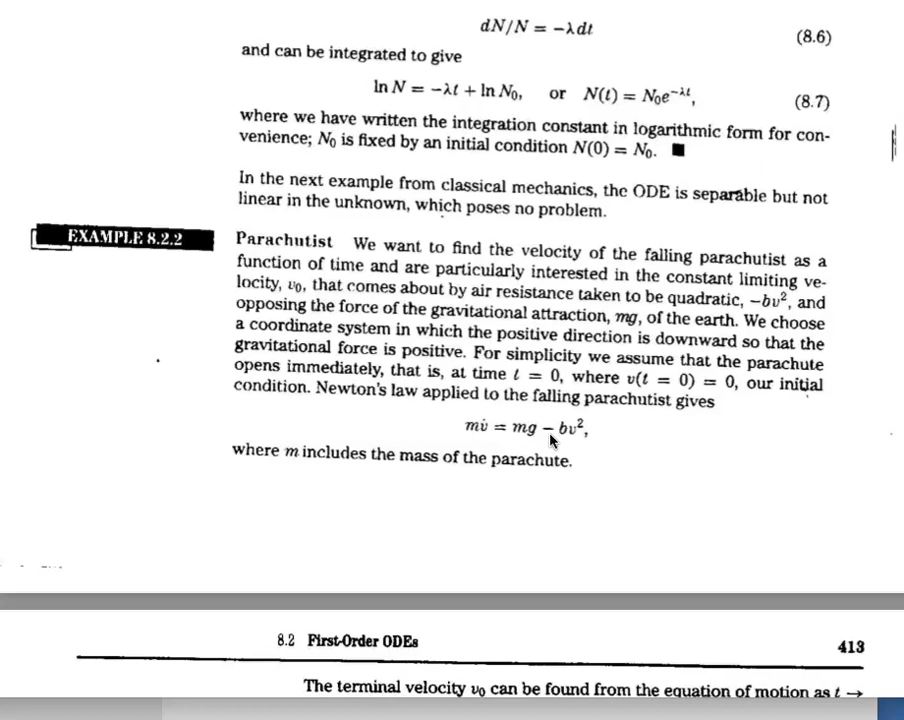 dN/N = −λdt (8.6)
and can be integrated to give
ln N = −λt + ln N₀, or N(t) = N₀e^{−λt}, (8.7)
where we have written the integration constant in logarithmic form for con-
venience; N₀ is fixed by an initial condition N(0) = N₀. ■
In the next example from classical mechanics, the ODE is separable but not
linear in the unknown, which poses no problem.
EXAMPLE 8.2.2
Parachutist We want to find the velocity of the falling parachutist as a
function of time and are particularly interested in the constant limiting ve-
locity, v₀, that comes about by air resistance taken to be quadratic, −bv², and
opposing the force of the gravitational attraction, mg, of the earth. We choose
a coordinate system in which the positive direction is downward so that the
gravitational force is positive. For simplicity we assume that the parachute
opens immediately, that is, at time t = 0, where v(t = 0) = 0, our initial
condition. Newton's law applied to the falling parachutist gives
mv̇ = mg − bv²,
where m includes the mass of the parachute.
8.2 First-Order ODEs 413
The terminal velocity v₀ can be found from the equation of motion as t →